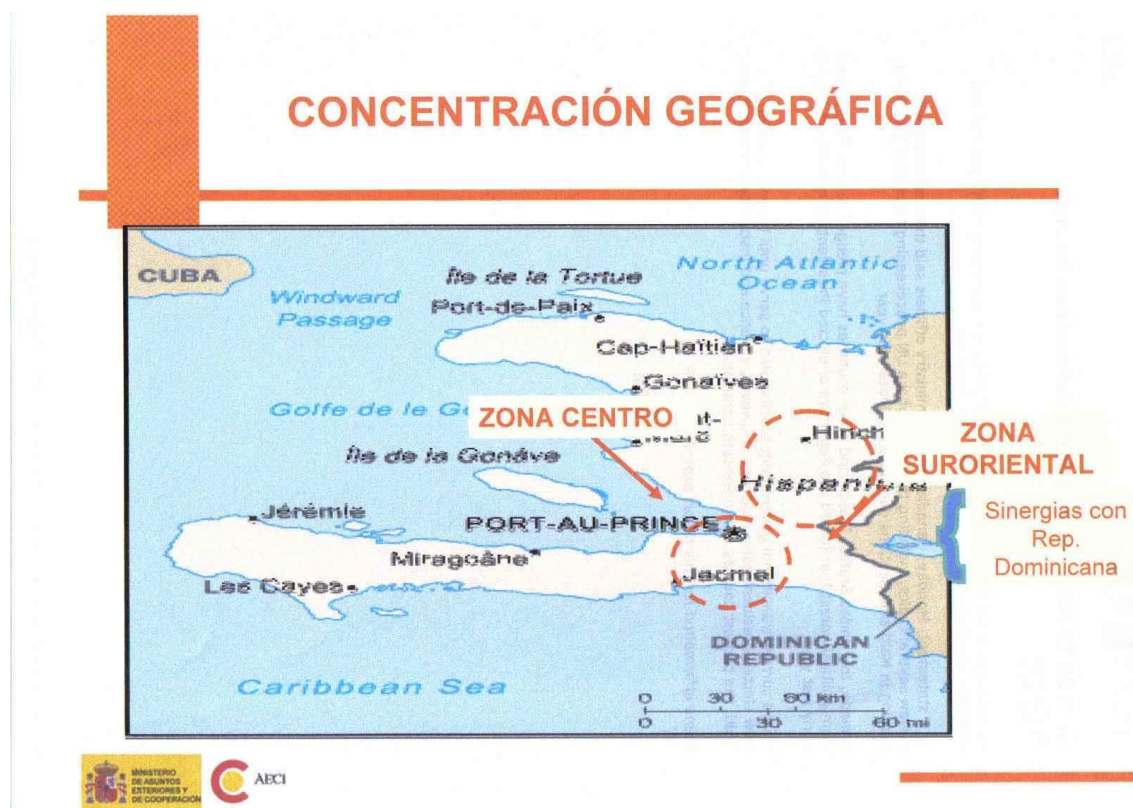 CONCENTRACIÓN GEOGRÁFICA
CUBA
Île de la Tortue
North Atlantic
Ocean
Windward
Passage
Port-de-Paix
Cap-Haïtien
Gonaïves
Golfe de la
ZONA CENTRO
Hinch
ZONA
SURORIENTAL
Île de la Gonâve
Hispaniola
Sinergias con
Rep.
Dominicana
Jérémie
PORT-AU-PRINCE
Miragoâne
Jacmel
Les Cayes
DOMINICAN
REPUBLIC
Caribbean Sea
0 30 60 km
0 30 60 mi
MINISTERIO
DE ASUNTOS
EXTERIORES Y
DE COOPERACIÓN
AECI